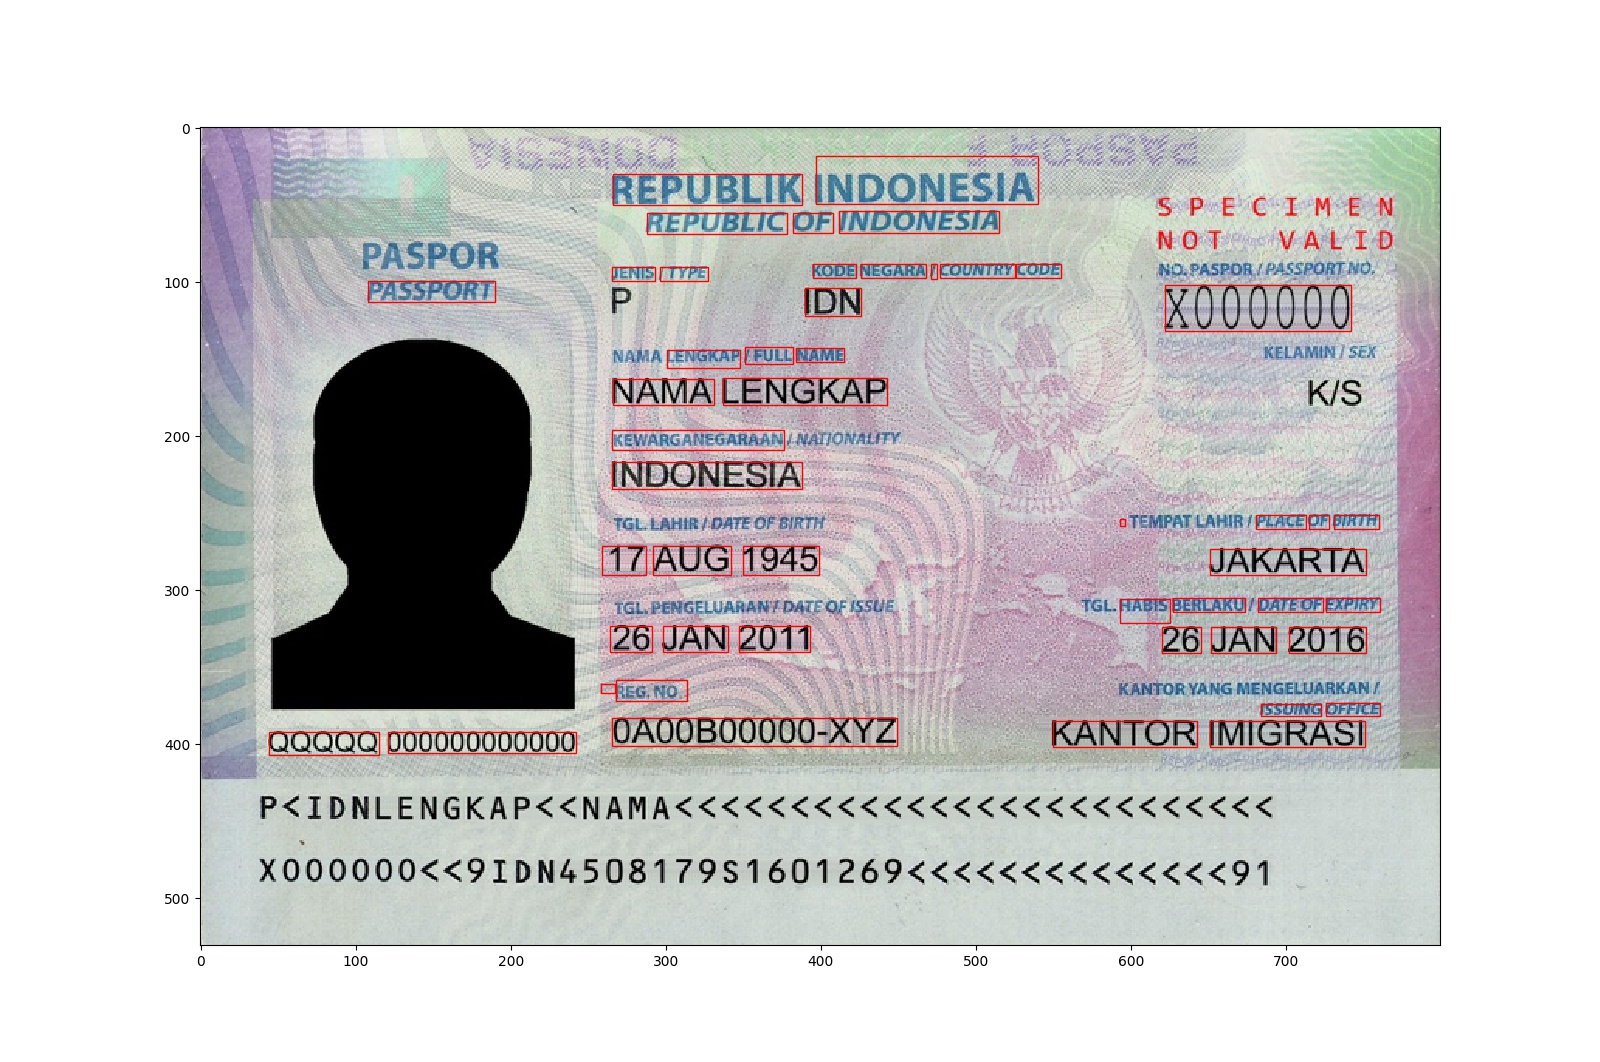 0
100
200
300
400
500
0 100 200 300 400 500 600 700
DONESIA
PASPOR
REPUBLIK INDONESIA
REPUBLIC OF INDONESIA
SPECIMEN
NOT VALID
PASPOR
PASSPORT
JENIS / TYPE
KODE NEGARA / COUNTRY CODE
NO. PASPOR / PASSPORT NO.
P
IDN
X000000
NAMA LENGKAP / FULL NAME
KELAMIN / SEX
NAMA LENGKAP
K/S
KEWARGANEGARAAN / NATIONALITY
INDONESIA
TGL. LAHIR / DATE OF BIRTH
TEMPAT LAHIR / PLACE OF BIRTH
17 AUG 1945
JAKARTA
TGL. PENGELUARAN / DATE OF ISSUE
TGL. HABIS BERLAKU / DATE OF EXPIRY
26 JAN 2011
26 JAN 2016
REG. NO
KANTOR YANG MENGELUARKAN /
ISSUING OFFICE
0A00B00000-XYZ
KANTOR IMIGRASI
QQQQQ 000000000000
P<IDNLENGKAP<<NAMA<<<<<<<<<<<<<<<<<<<<<<<<<<
X000000<<9IDN4508179S1601269<<<<<<<<<<<<<<91